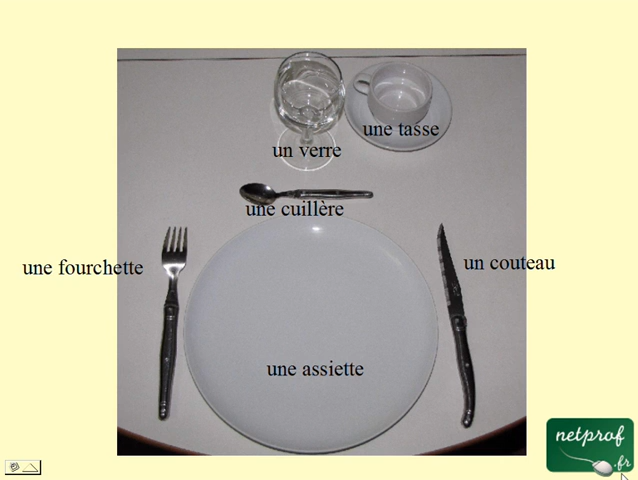 une tasse
un verre
une cuillère
une fourchette
un couteau
une assiette
netprof
.fr